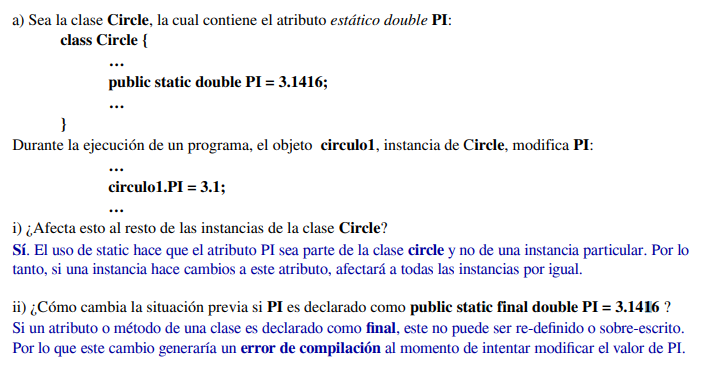 a) Sea la clase Circle, la cual contiene el atributo estático double PI:
class Circle {
...
public static double PI = 3.1416;
...
}
Durante la ejecución de un programa, el objeto circulo1, instancia de Circle, modifica PI:
...
circulo1.PI = 3.1;
...
i) ¿Afecta esto al resto de las instancias de la clase Circle?
Sí. El uso de static hace que el atributo PI sea parte de la clase circle y no de una instancia particular. Por lo
tanto, si una instancia hace cambios a este atributo, afectará a todas las instancias por igual.
ii) ¿Cómo cambia la situación previa si PI es declarado como public static final double PI = 3.1416 ?
Si un atributo o método de una clase es declarado como final, este no puede ser re-definido o sobre-escrito.
Por lo que este cambio generaría un error de compilación al momento de intentar modificar el valor de PI.